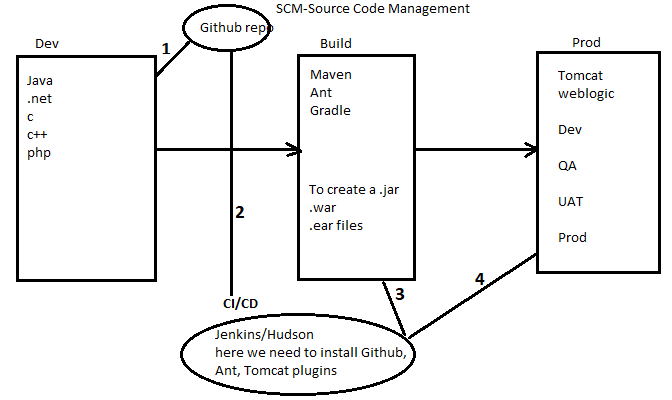 SCM-Source Code Management
Github repo
Dev
1
Build
Prod
Java
.net
c
c++
php
Maven
Ant
Gradle
To create a .jar
.war
.ear files
Tomcat
weblogic
Dev
QA
UAT
Prod
2
3
4
CI/CD
Jenkins/Hudson
here we need to install Github,
Ant, Tomcat plugins